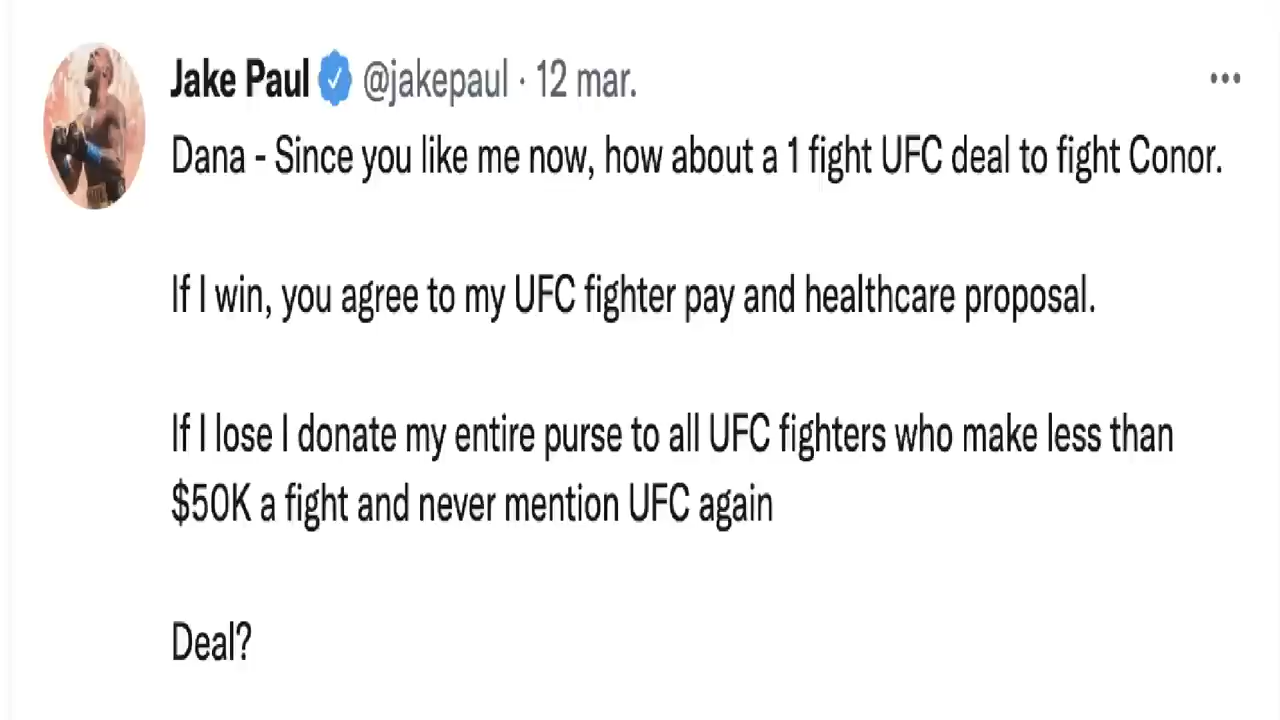 Jake Paul @jakepaul · 12 mar.
Dana - Since you like me now, how about a 1 fight UFC deal to fight Conor.
If I win, you agree to my UFC fighter pay and healthcare proposal.
If I lose I donate my entire purse to all UFC fighters who make less than
$50K a fight and never mention UFC again
Deal?